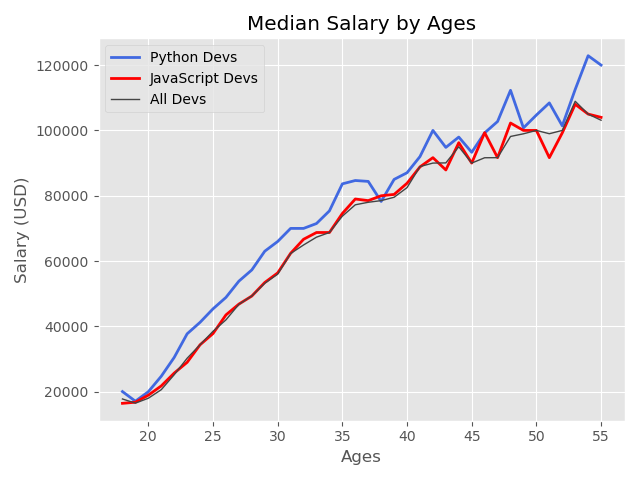 Median Salary by Ages
Python Devs
JavaScript Devs
All Devs
Salary (USD)
120000
100000
80000
60000
40000
20000
20 25 30 35 40 45 50 55
Ages